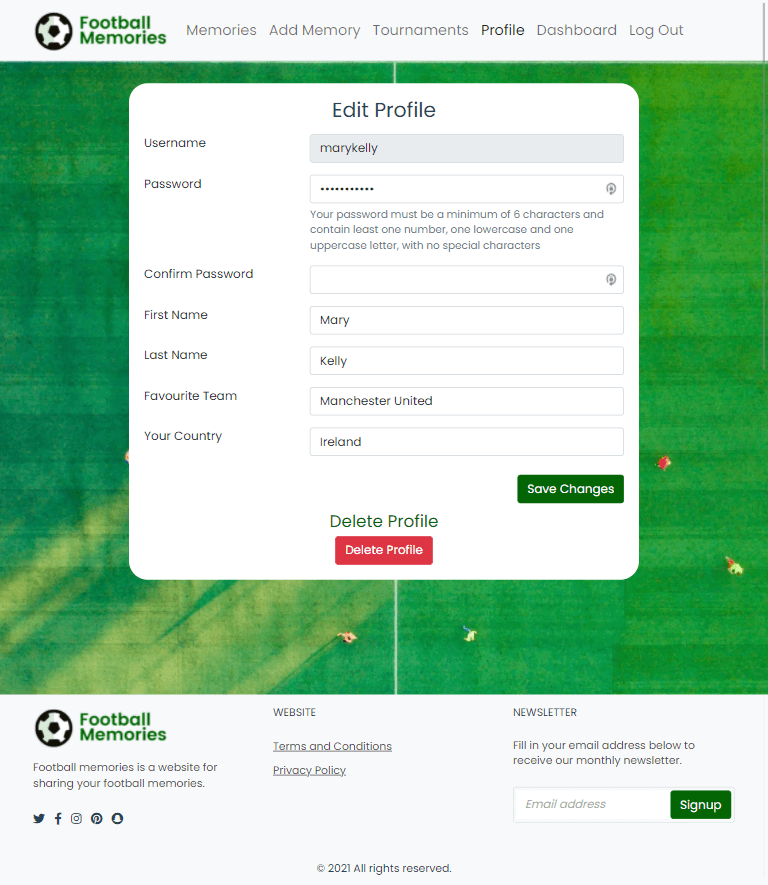 Football
Memories
Memories Add Memory Tournaments Profile Dashboard Log Out
Edit Profile
Username
marykelly
Password
•••••••••••
Your password must be a minimum of 6 characters and
contain least one number, one lowercase and one
uppercase letter, with no special characters
Confirm Password
First Name
Mary
Last Name
Kelly
Favourite Team
Manchester United
Your Country
Ireland
Save Changes
Delete Profile
Delete Profile
Football
Memories
Football memories is a website for
sharing your football memories.
WEBSITE
Terms and Conditions
Privacy Policy
NEWSLETTER
Fill in your email address below to
receive our monthly newsletter.
Email address
Signup
© 2021 All rights reserved.